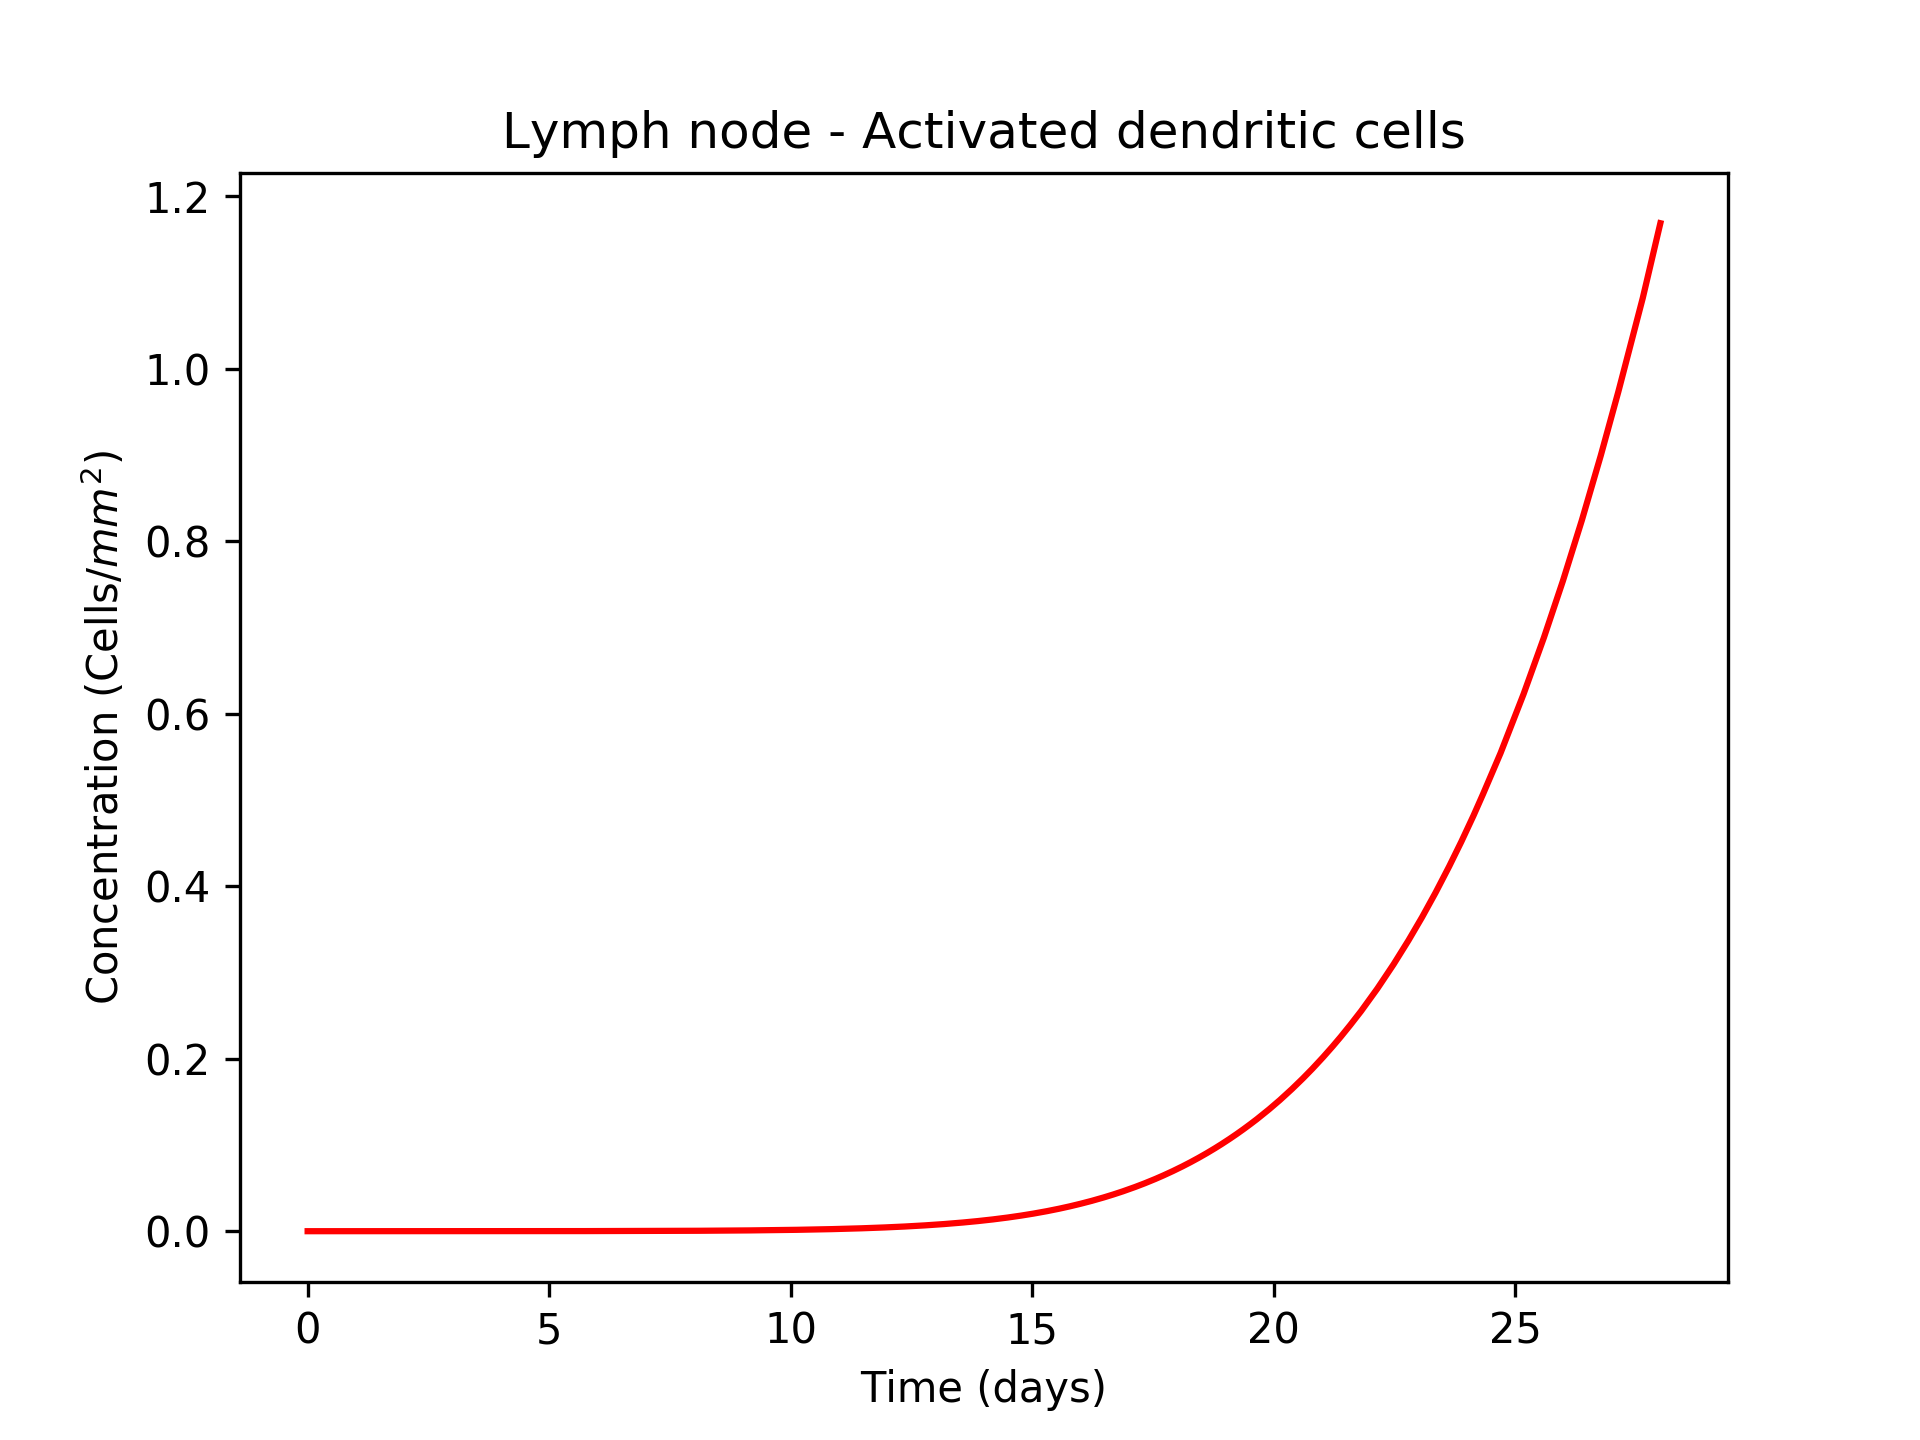 Lymph node - Activated dendritic cells
1.2
1.0
0.8
0.6
0.4
0.2
0.0
Concentration (Cells/mm²)
0 5 10 15 20 25
Time (days)